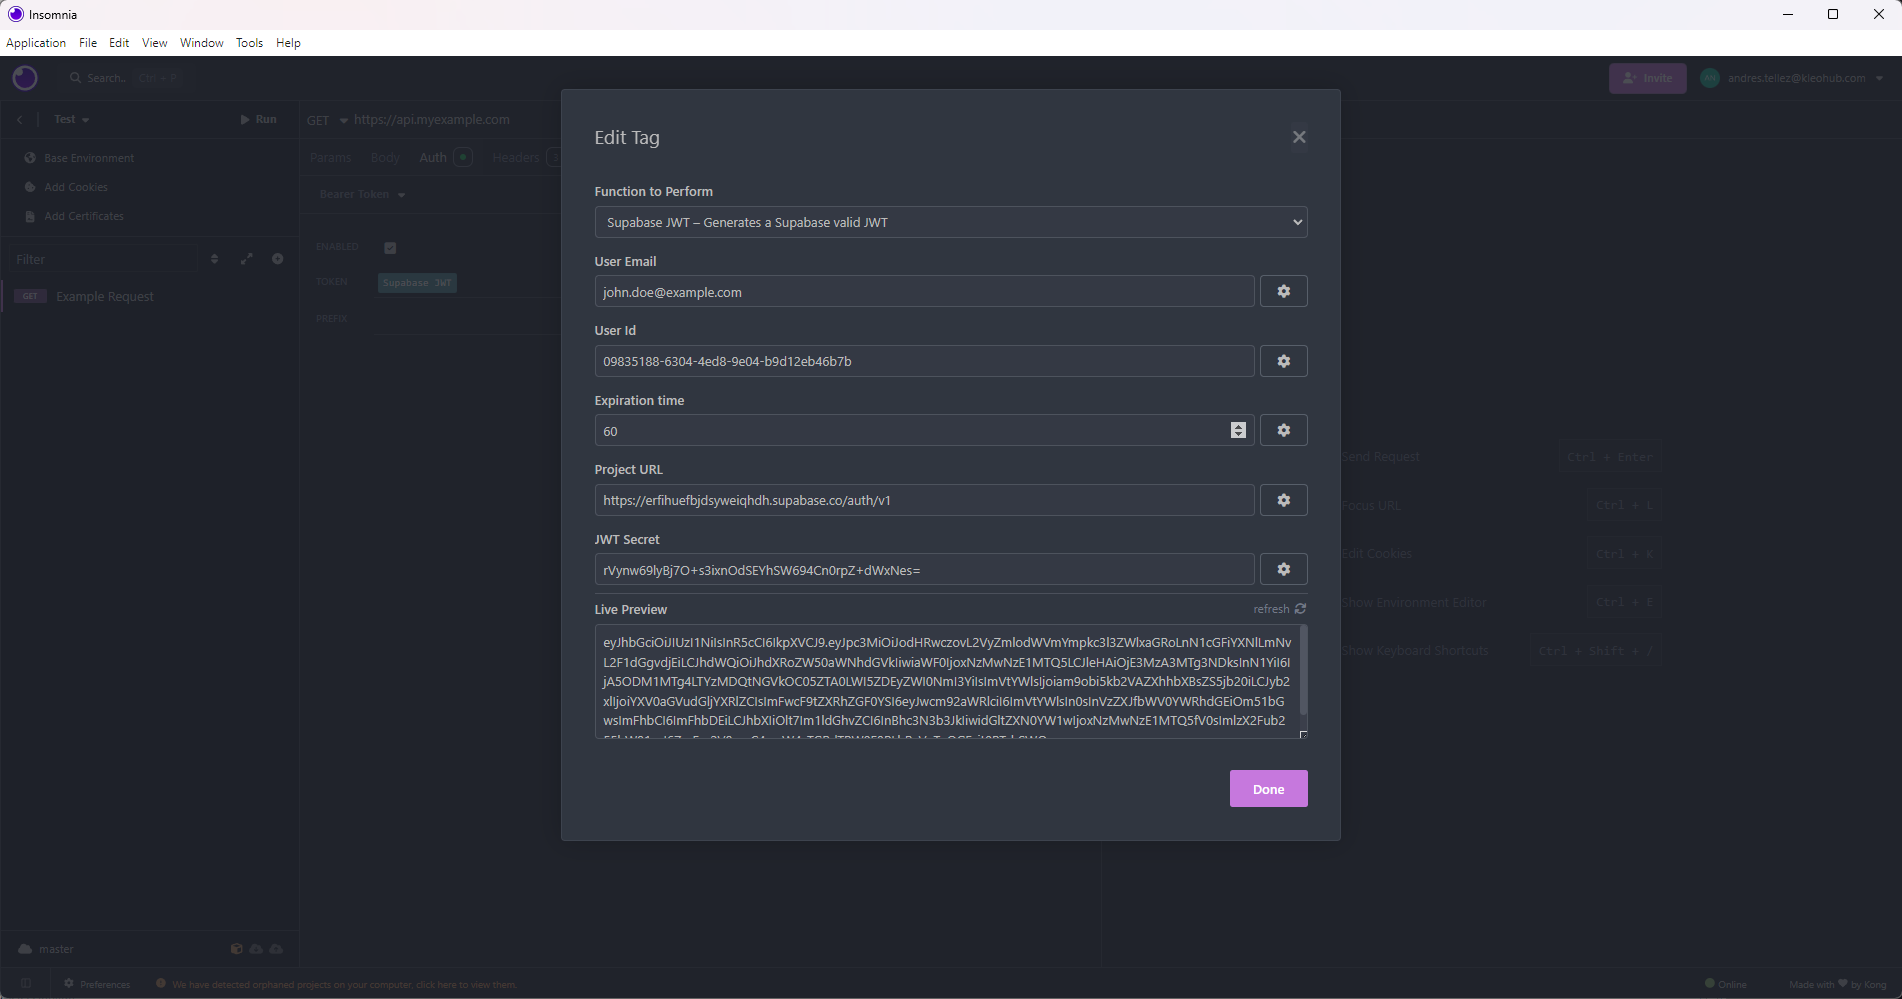 Insomnia
Application File Edit View Window Tools Help
Search.. Ctrl + P
Invite
andres.tellez@kleohub.com
Test
Run
GET https://api.myexample.com
Base Environment
Add Cookies
Add Certificates
Params Body Auth Headers 3
Bearer Token
ENABLED
TOKEN Supabase JWT
PREFIX
Filter
GET Example Request
Edit Tag
Function to Perform
Supabase JWT – Generates a Supabase valid JWT
User Email
john.doe@example.com
User Id
09835188-6304-4ed8-9e04-b9d12eb46b7b
Expiration time
60
Project URL
https://erfihuefbjdsyweiqhdh.supabase.co/auth/v1
JWT Secret
rVynw69lyBj7O+s3ixnOdSEYhSW694Cn0rpZ+dWxNes=
Live Preview
refresh
eyJhbGciOiJIUzI1NiIsInR5cCI6IkpXVCJ9.eyJpc3MiOiJodHRwczovL2VyZmlodWVmYmpkc3l3ZWlxaGRoLnN1cGFiYXNlLmNv
L2F1dGgvdjEiLCJhdWQiOiJhdXRoZW50aWNhdGVkIiwiaWF0IjoxNzMwNzE1MTQ5LCJleHAiOjE3MzA3MTg3NDksInN1YiI6I
jA5ODM1MTg4LTYzMDQtNGVkOC05ZTA0LWI5ZDEyZWI0NmI3YiIsImVtYWlsIjoiam9obi5kb2VAZXhhbXBsZS5jb20iLCJyb2
xlIjoiYXV0aGVudGljYXRlZCIsImFwcF9tZXRhZGF0YSI6eyJwcm92aWRlciI6ImVtYWlsIn0sInVzZXJfbWV0YWRhdGEiOm51bG
wsImFhbCI6ImFhbDEiLCJhbXIiOlt7Im1ldGhvZCI6InBhc3N3b3JkIiwidGltZXN0YW1wIjoxNzMwNzE1MTQ5fV0sImlzX2Fub2
Done
Send Request Ctrl + Enter
Focus URL Ctrl + L
Edit Cookies Ctrl + K
Show Environment Editor Ctrl + E
Show Keyboard Shortcuts Ctrl + Shift + /
master
Preferences
We have detected orphaned projects on your computer, click here to view them.
Online
Made with by Kong